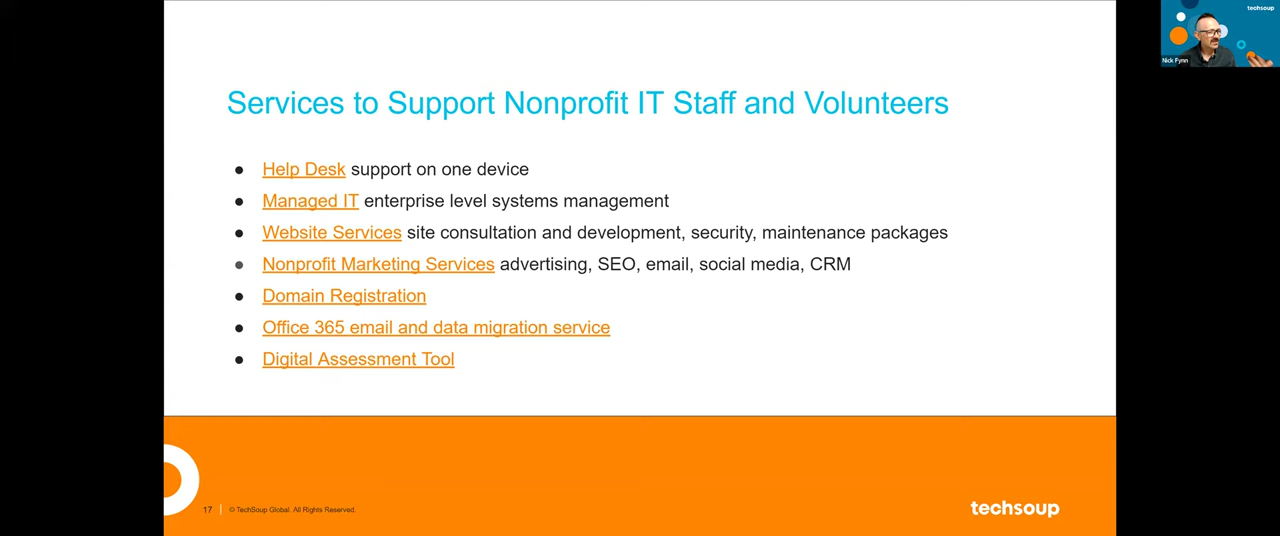 techsoup
Nick Fynn
Services to Support Nonprofit IT Staff and Volunteers
● Help Desk support on one device
● Managed IT enterprise level systems management
● Website Services site consultation and development, security, maintenance packages
● Nonprofit Marketing Services advertising, SEO, email, social media, CRM
● Domain Registration
● Office 365 email and data migration service
● Digital Assessment Tool
17 | © TechSoup Global. All Rights Reserved.
techsoup